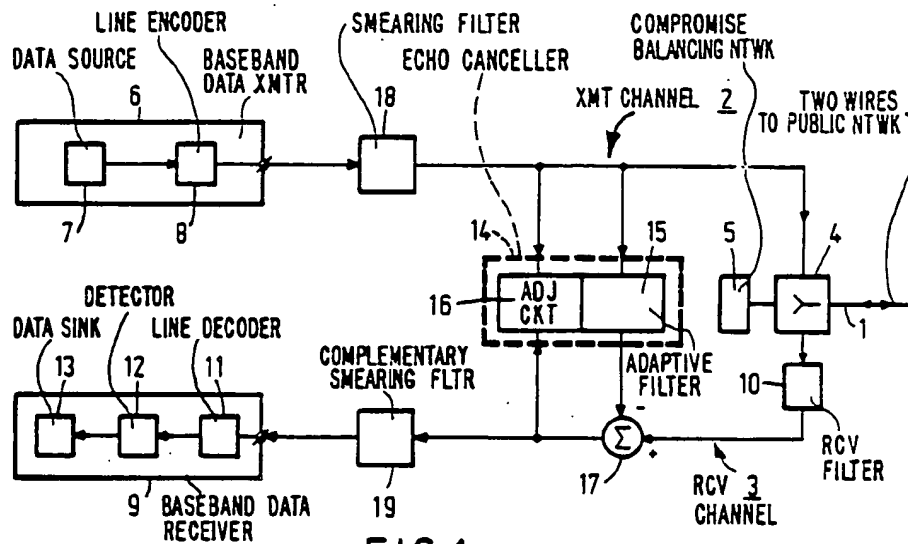 LINE ENCODER
DATA SOURCE
BASEBAND
DATA XMTR
6
7
8
SMEARING FILTER
18
ECHO CANCELLER
XMT CHANNEL 2
COMPROMISE
BALANCING NTWK
TWO WIRES
TO PUBLIC NTWK
14
15
16
ADJ
CKT
ADAPTIVE
FILTER
5
4
1
10
RCV
FILTER
DETECTOR
DATA SINK
LINE DECODER
13
12
11
9
BASEBAND DATA
RECEIVER
COMPLEMENTARY
SMEARING FLTR
19
Σ
-
+
17
RCV 3
CHANNEL